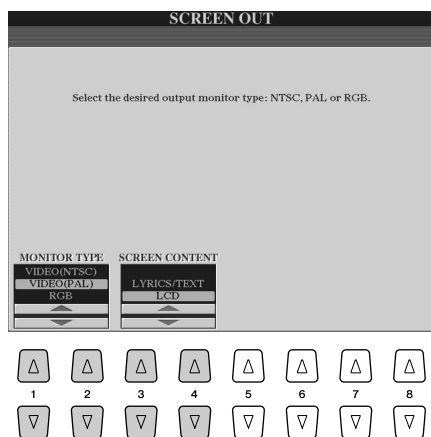 SCREEN OUT
Select the desired output monitor type: NTSC, PAL or RGB.
MONITOR TYPE SCREEN CONTENT
VIDEO(NTSC)
VIDEO(PAL) LYRICS/TEXT
RGB LCD
1 2 3 4 5 6 7 8